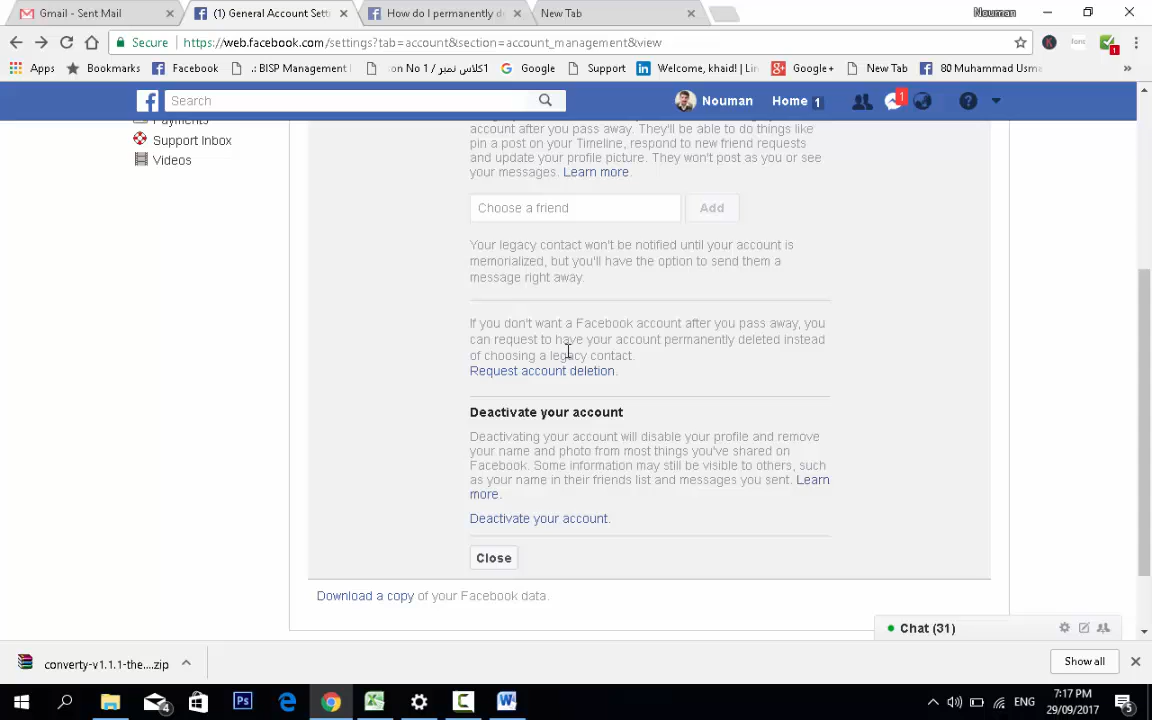 Gmail - Sent Mail
(1) General Account Sett
How do I permanently d
New Tab
Nouman
Secure
https://web.facebook.com/settings?tab=account&section=account_management&view
Apps
Bookmarks
Facebook
.: BISP Management I
on No 1 / 1کلاس نمبر
Google
Support
Welcome, khaid! | Lin
Google+
New Tab
80 Muhammad Usma
»
Search
Nouman
Home 1
1
Payments
Support Inbox
Videos
account after you pass away. They'll be able to do things like
pin a post on your Timeline, respond to new friend requests
and update your profile picture. They won't post as you or see
your messages. Learn more.
Choose a friend
Add
Your legacy contact won't be notified until your account is
memorialized, but you'll have the option to send them a
message right away.
If you don't want a Facebook account after you pass away, you
can request to have your account permanently deleted instead
of choosing a legacy contact.
Request account deletion.
Deactivate your account
Deactivating your account will disable your profile and remove
your name and photo from most things you've shared on
Facebook. Some information may still be visible to others, such
as your name in their friends list and messages you sent. Learn
more.
Deactivate your account.
Close
Download a copy of your Facebook data.
Chat (31)
converty-v1.1.1-the....zip
Show all
4
Ps
ENG
7:17 PM
29/09/2017
5